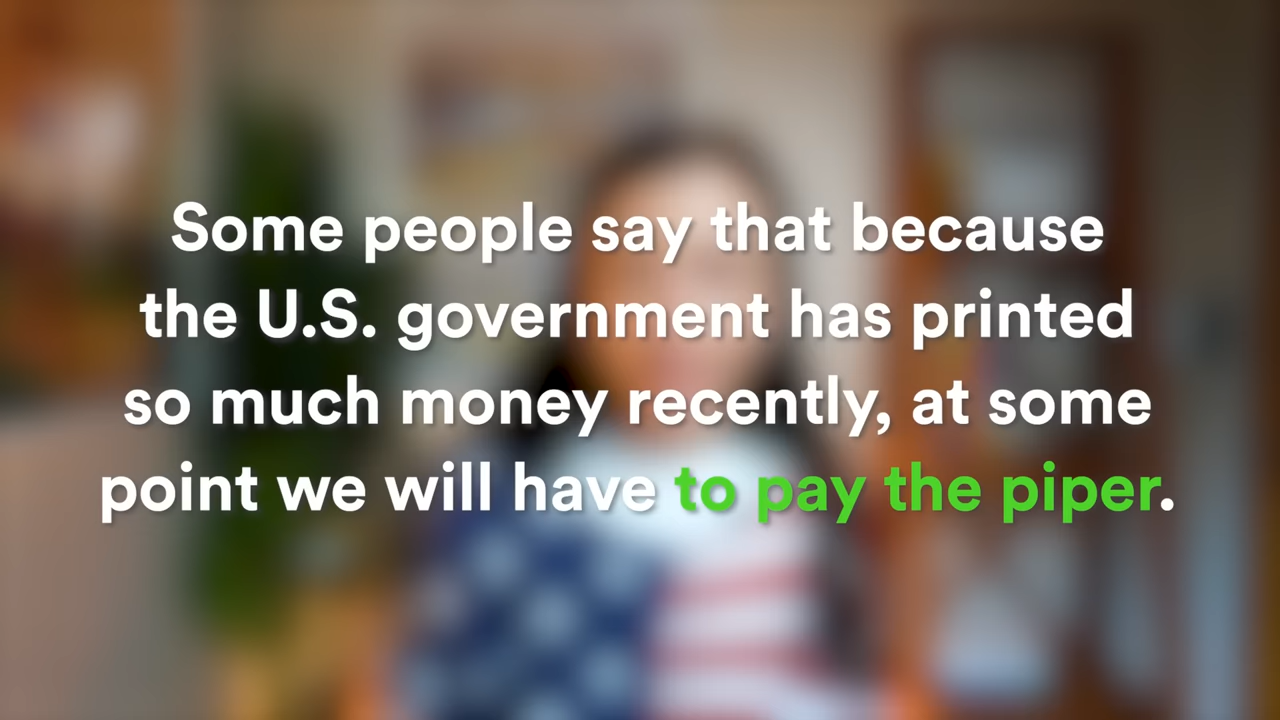 Some people say that because
the U.S. government has printed
so much money recently, at some
point we will have to pay the piper.